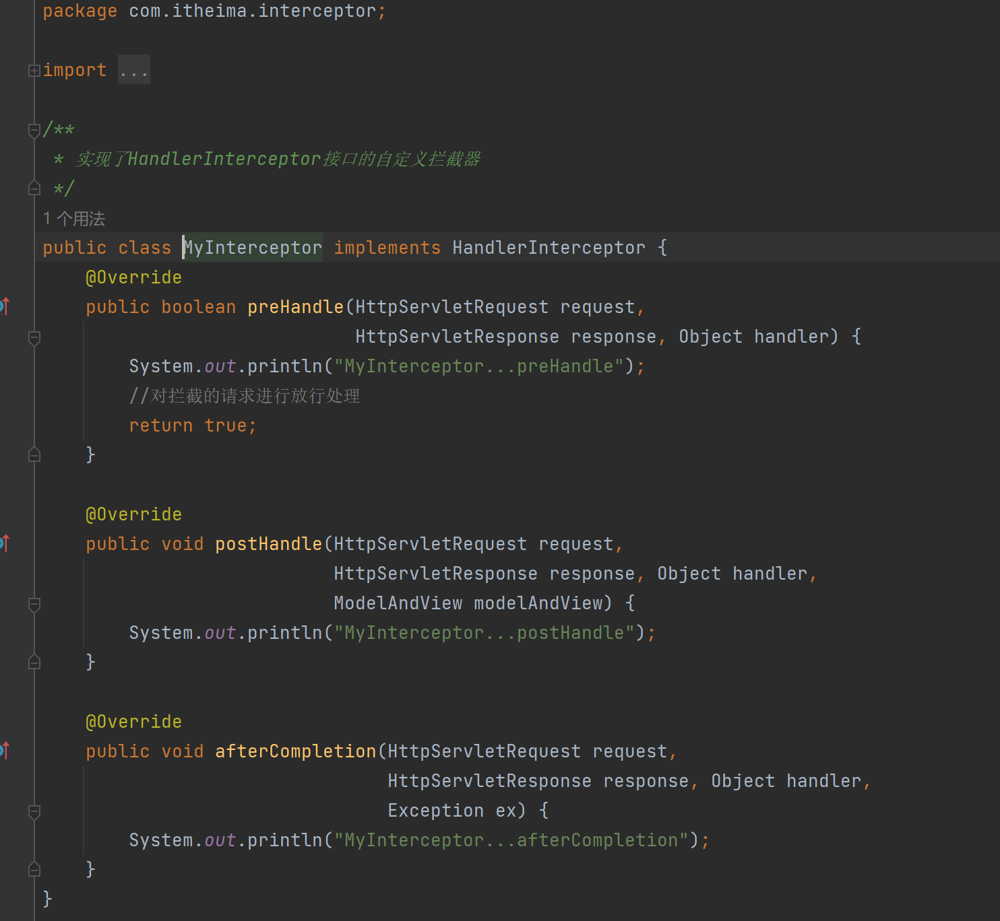 package com.itheima.interceptor;
import ...
/**
* 实现了HandlerInterceptor接口的自定义拦截器
*/
1 个用法
public class MyInterceptor implements HandlerInterceptor {
@Override
public boolean preHandle(HttpServletRequest request,
HttpServletResponse response, Object handler) {
System.out.println("MyInterceptor...preHandle");
//对拦截的请求进行放行处理
return true;
}
@Override
public void postHandle(HttpServletRequest request,
HttpServletResponse response, Object handler,
ModelAndView modelAndView) {
System.out.println("MyInterceptor...postHandle");
}
@Override
public void afterCompletion(HttpServletRequest request,
HttpServletResponse response, Object handler,
Exception ex) {
System.out.println("MyInterceptor...afterCompletion");
}
}